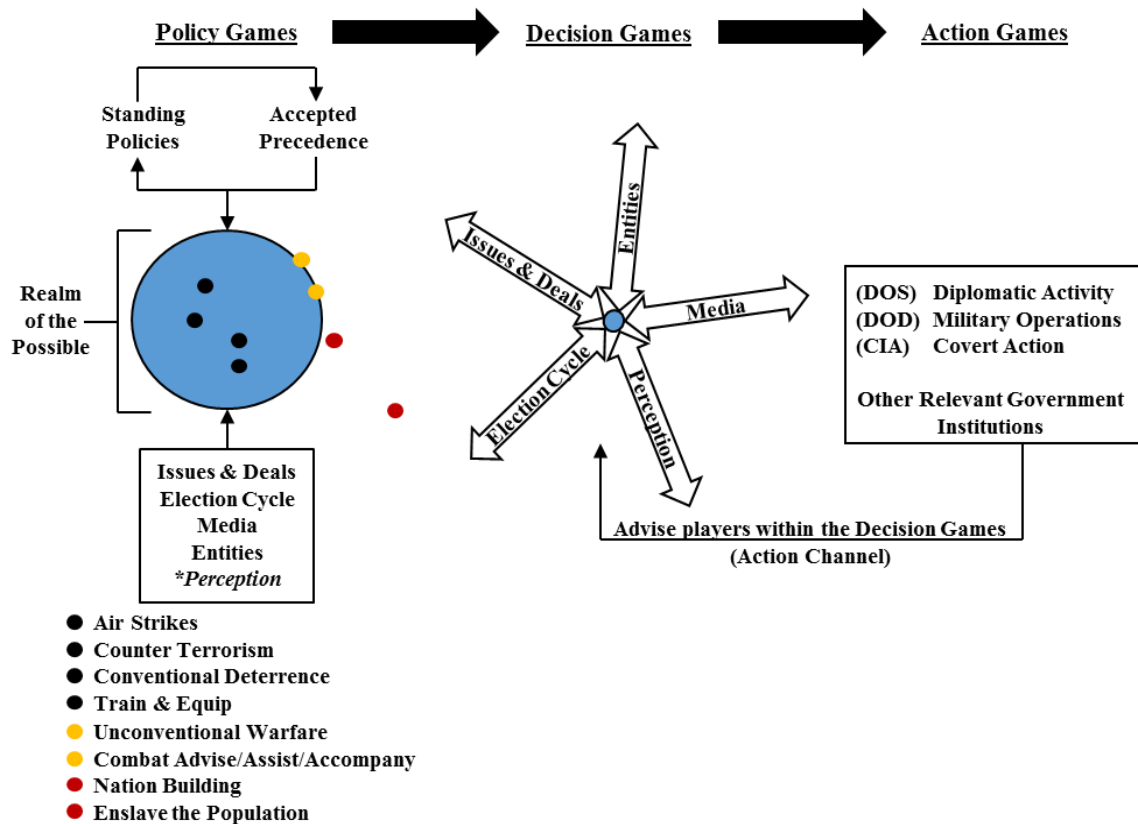 Policy Games
Decision Games
Action Games
Standing
Policies
Accepted
Precedence
Realm
of the
Possible
Issues & Deals
Election Cycle
Media
Entities
*Perception
Air Strikes
Counter Terrorism
Conventional Deterrence
Train & Equip
Unconventional Warfare
Combat Advise/Assist/Accompany
Nation Building
Enslave the Population
Issues & Deals
Entities
Media
Election Cycle
Perception
(DOS) Diplomatic Activity
(DOD) Military Operations
(CIA) Covert Action
Other Relevant Government
Institutions
Advise players within the Decision Games
(Action Channel)